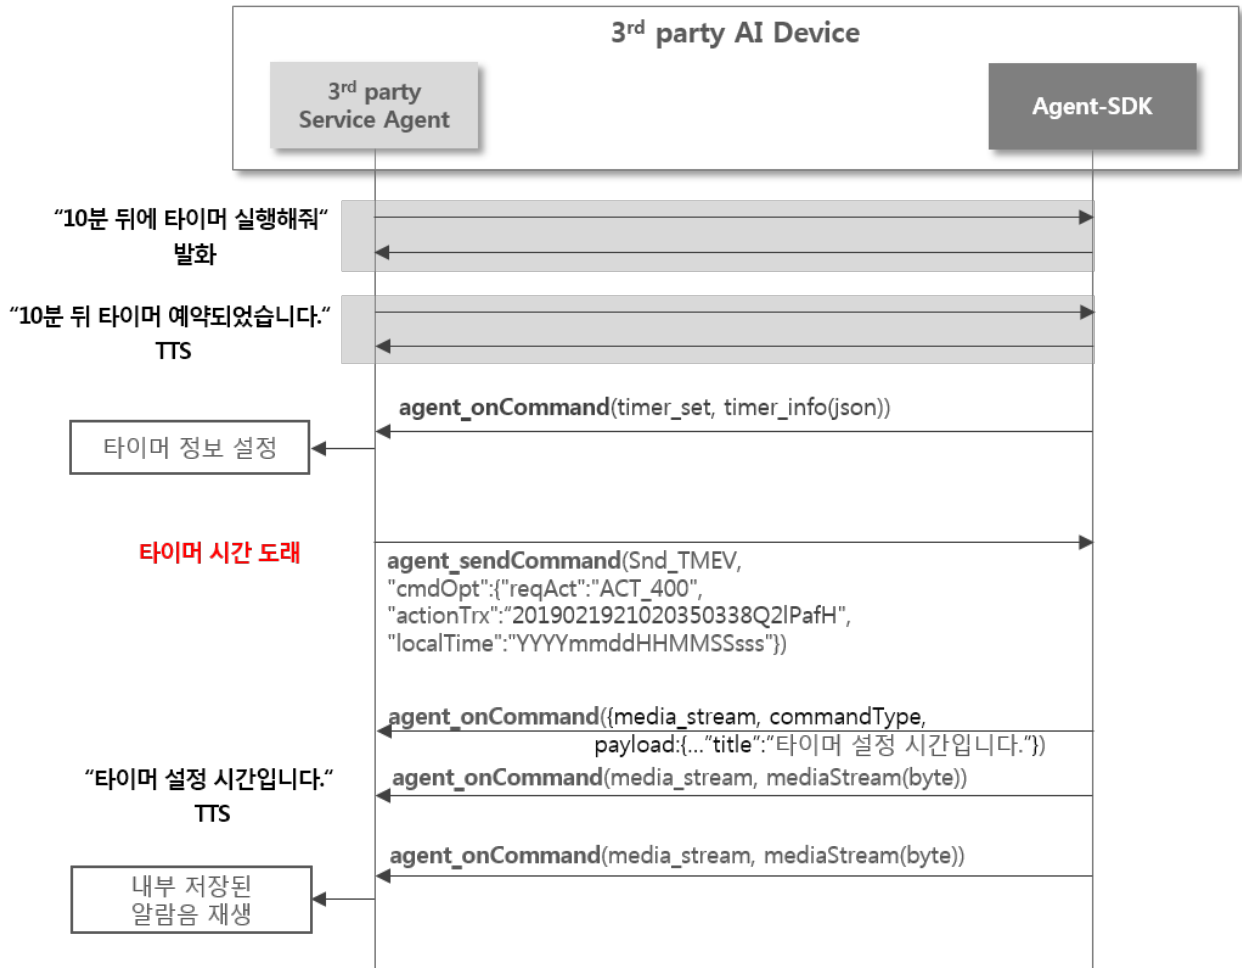 3rd party AI Device
3rd party
Service Agent
Agent-SDK
“10분 뒤에 타이머 실행해줘“
발화
“10분 뒤 타이머 예약되었습니다.“
TTS
agent_onCommand(timer_set, timer_info(json))
타이머 정보 설정
타이머 시간 도래
agent_sendCommand(Snd_TMEV,
"cmdOpt":{"reqAct":"ACT_400",
"actionTrx":“2019021921020350338Q2lPafH",
"localTime":"YYYYmmddHHMMSSsss"})
agent_onCommand({media_stream, commandType,
payload:{...”title":“타이머 설정 시간입니다.”})
“타이머 설정 시간입니다.“
TTS
agent_onCommand(media_stream, mediaStream(byte))
agent_onCommand(media_stream, mediaStream(byte))
내부 저장된
알람음 재생